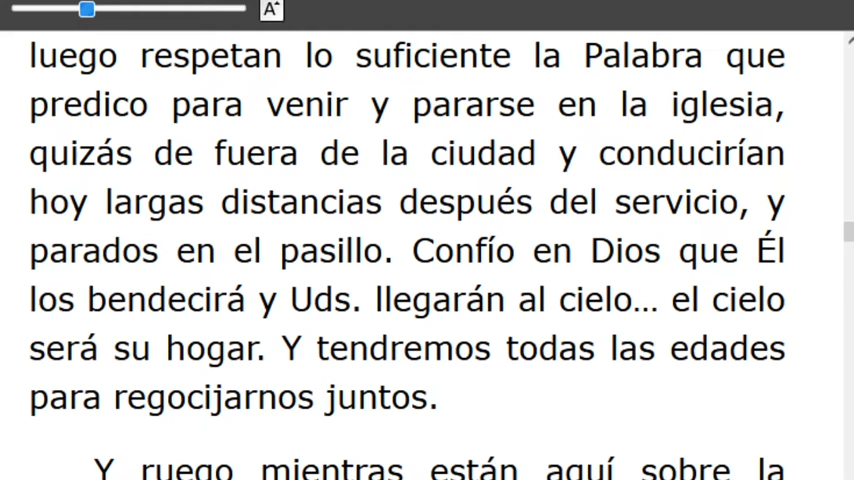 A
luego respetan lo suficiente la Palabra que
predico para venir y pararse en la iglesia,
quizás de fuera de la ciudad y conducirían
hoy largas distancias después del servicio, y
parados en el pasillo. Confío en Dios que Él
los bendecirá y Uds. llegarán al cielo… el cielo
será su hogar. Y tendremos todas las edades
para regocijarnos juntos.
Y ruego mientras están aquí sobre la